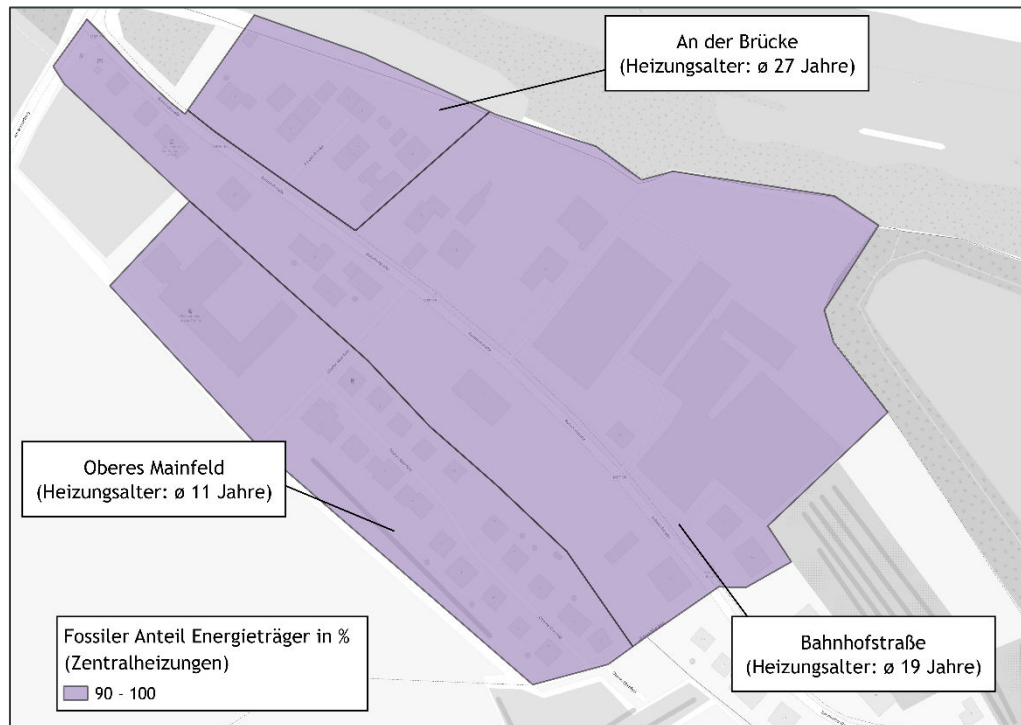 An der Brücke
(Heizungsalter: ø 27 Jahre)
Oberes Mainfeld
(Heizungsalter: ø 11 Jahre)
Bahnhofstraße
(Heizungsalter: ø 19 Jahre)
Fossiler Anteil Energieträger in %
(Zentralheizungen)
90 - 100